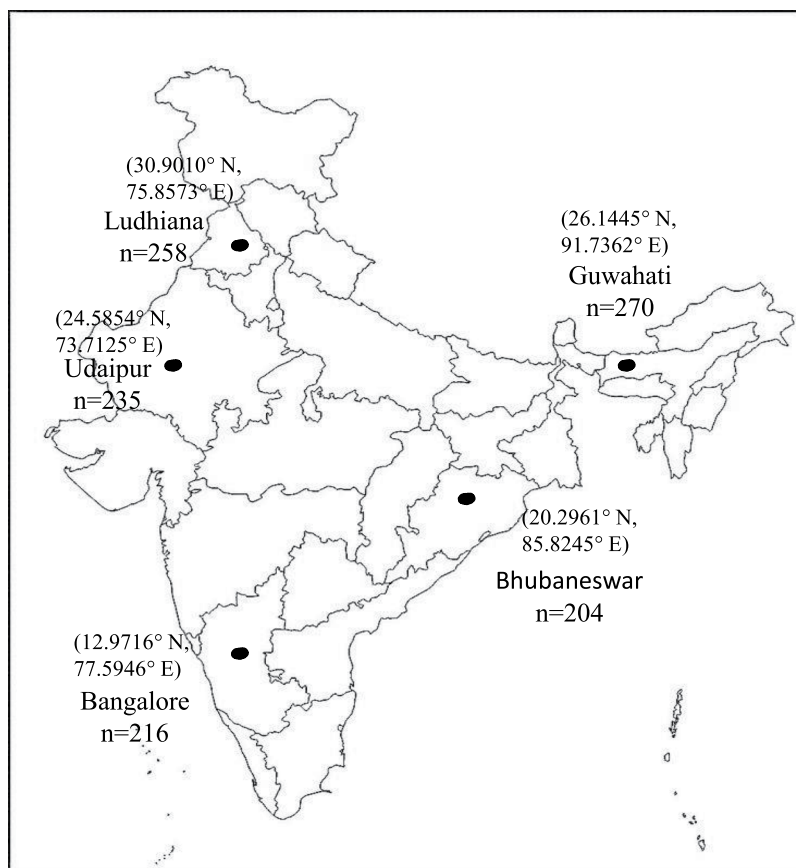 (30.9010° N,
75.8573° E)
Ludhiana
n=258
(26.1445° N,
91.7362° E)
Guwahati
n=270
(24.5854° N,
73.7125° E)
Udaipur
n=235
(20.2961° N,
85.8245° E)
Bhubaneswar
n=204
(12.9716° N,
77.5946° E)
Bangalore
n=216